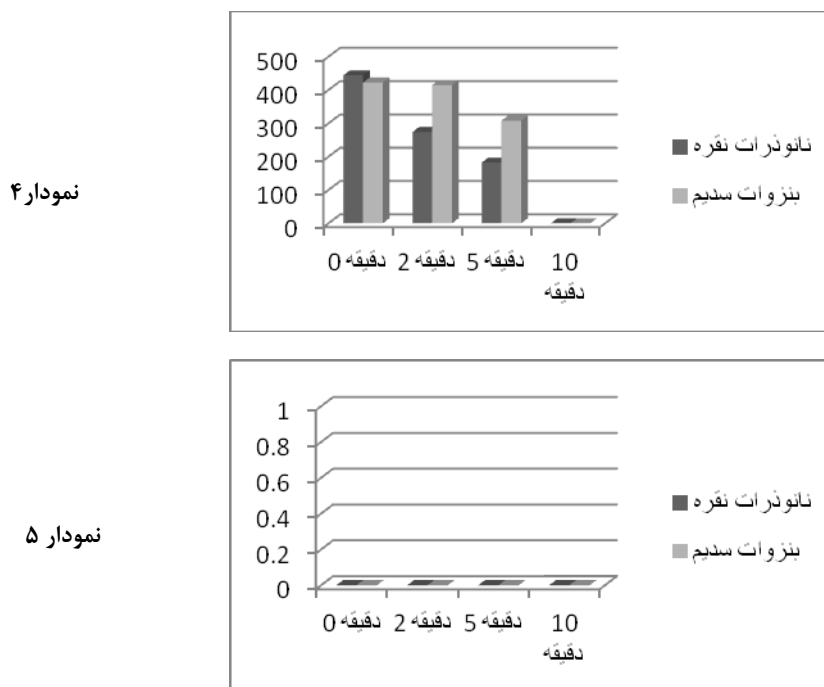 نمودار۴
500
400
300
200
100
0
0 دقیقه
2 دقیقه
5 دقیقه
10
دقیقه
نانوذرات نقره
بنزوات سدیم
نمودار ۵
1
0.8
0.6
0.4
0.2
0
0 دقیقه
2 دقیقه
5 دقیقه
10
دقیقه
نانوذرات نقره
بنزوات سدیم